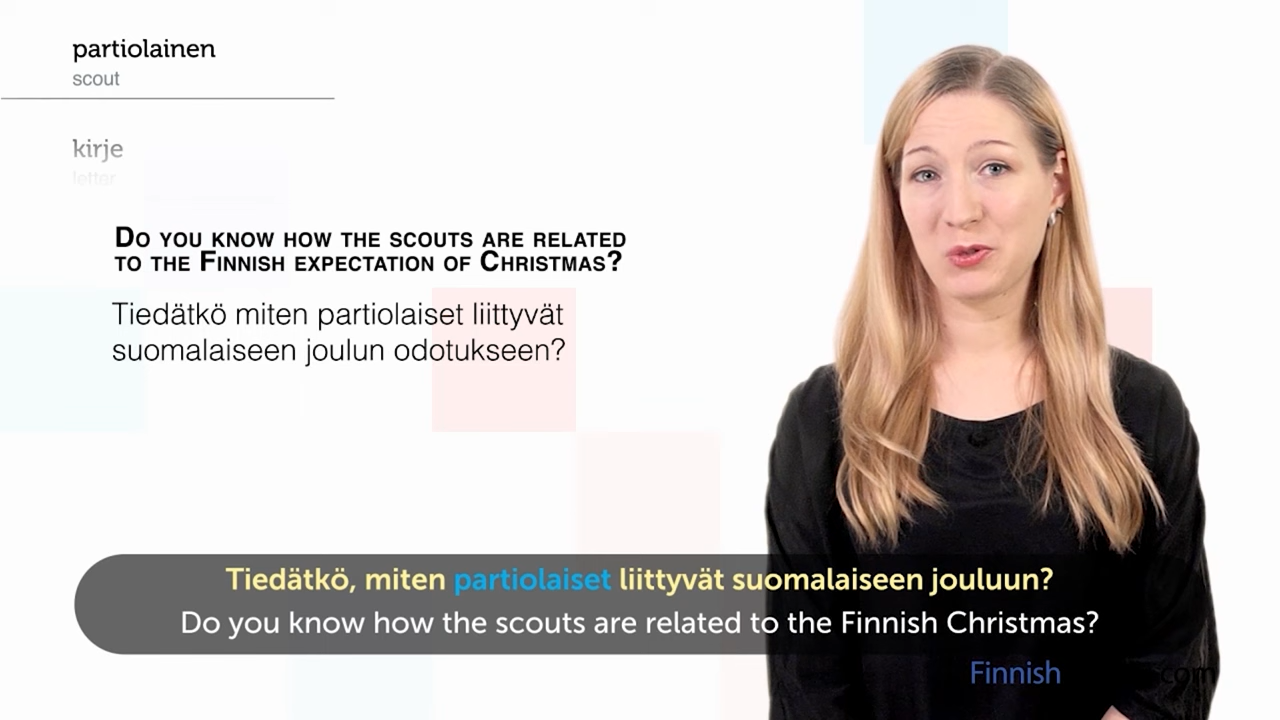 partiolainen
scout
kirje
letter
Do you know how the scouts are related
to the Finnish expectation of Christmas?
Tiedätkö miten partiolaiset liittyvät
suomalaiseen joulun odotukseen?
Tiedätkö, miten partiolaiset liittyvät suomalaiseen jouluun?
Do you know how the scouts are related to the Finnish Christmas?
Finnish com